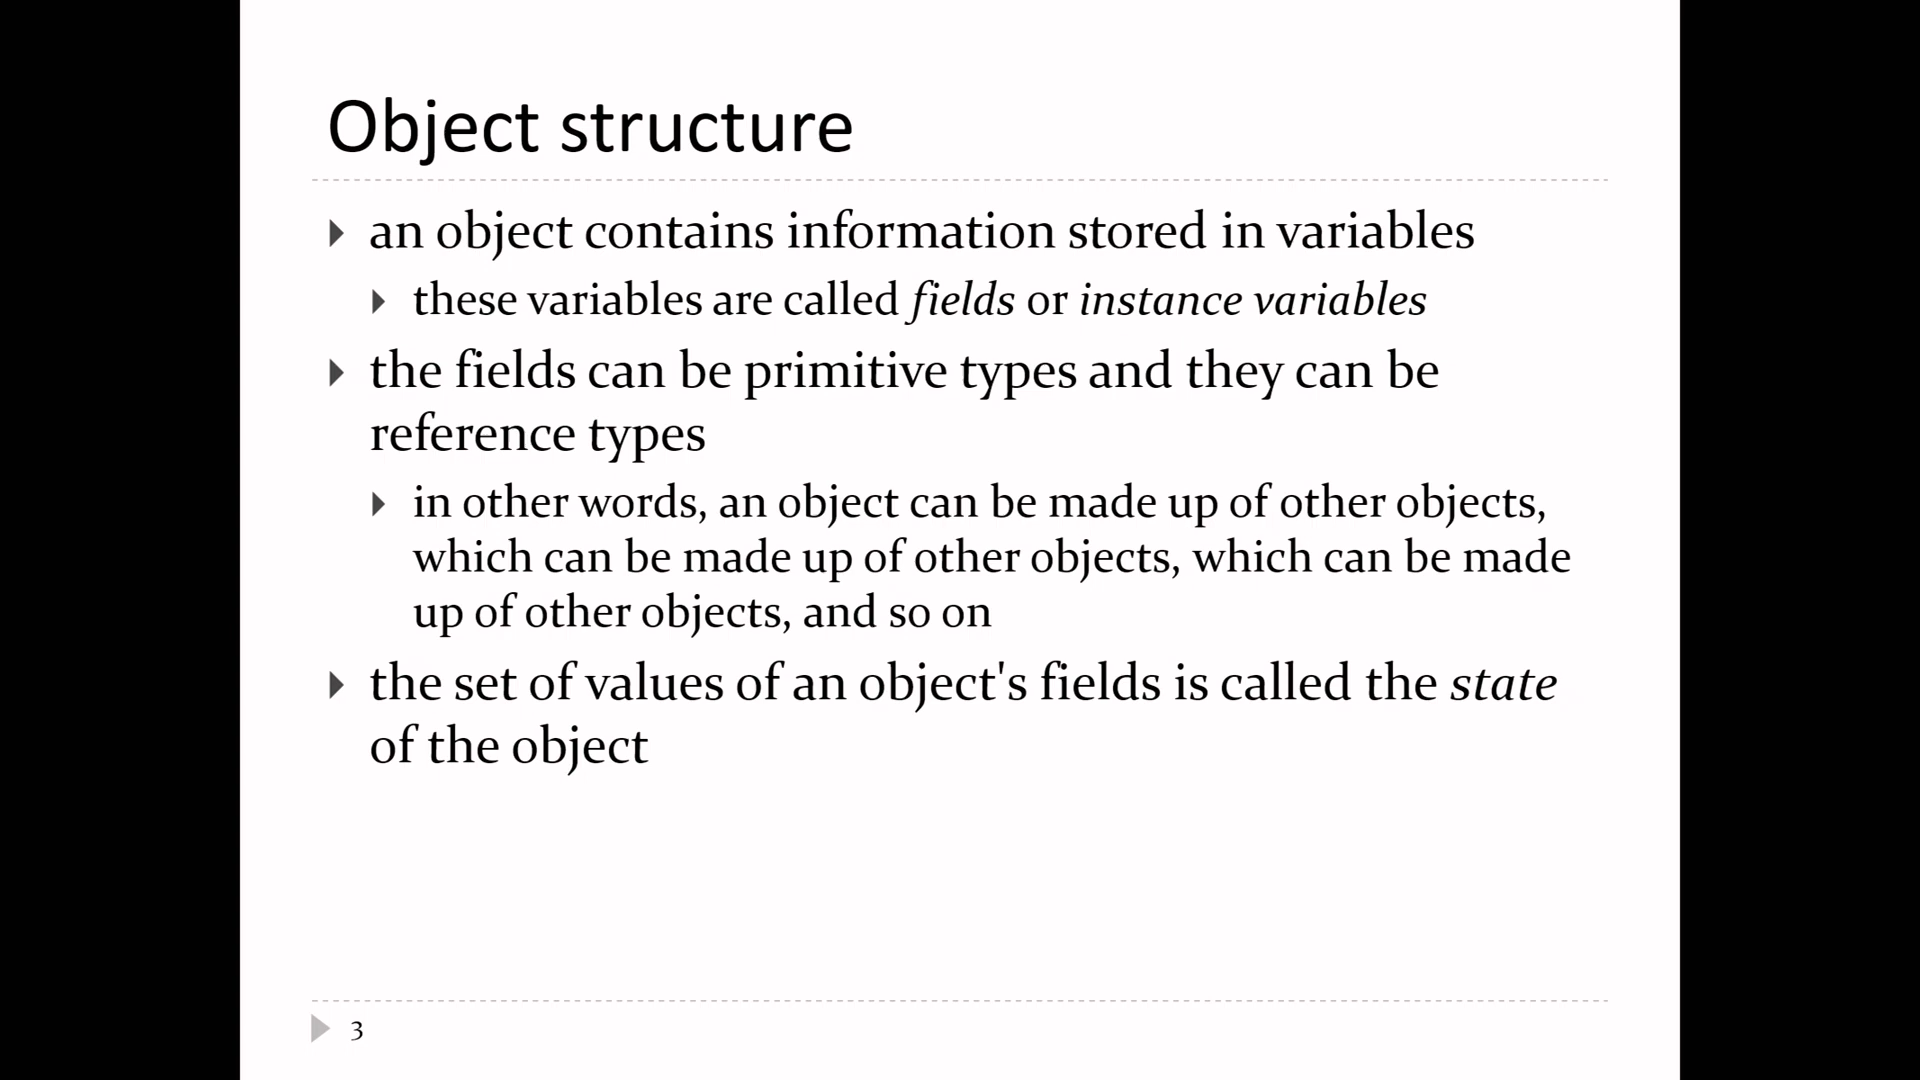 Object structure
an object contains information stored in variables
these variables are called fields or instance variables
the fields can be primitive types and they can be
reference types
in other words, an object can be made up of other objects,
which can be made up of other objects, which can be made
up of other objects, and so on
the set of values of an object's fields is called the state
of the object
3